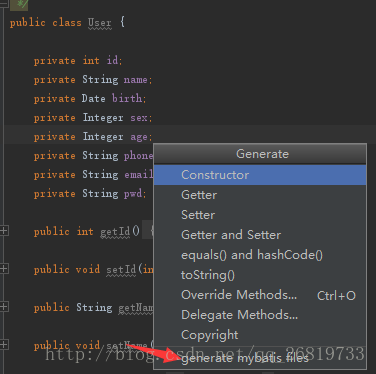 */
public class User {
private int id;
private String name;
private Date birth;
private Integer sex;
private Integer age;
private String phone
private String email
private String pwd;
public int getId() {
public void setId(in
public String getNam
public void setName(
Generate
Constructor
Getter
Setter
Getter and Setter
equals() and hashCode()
toString()
Override Methods... Ctrl+O
Delegate Methods...
Copyright
generate mybatis files
http://blog.csdn.net/qq_26819733